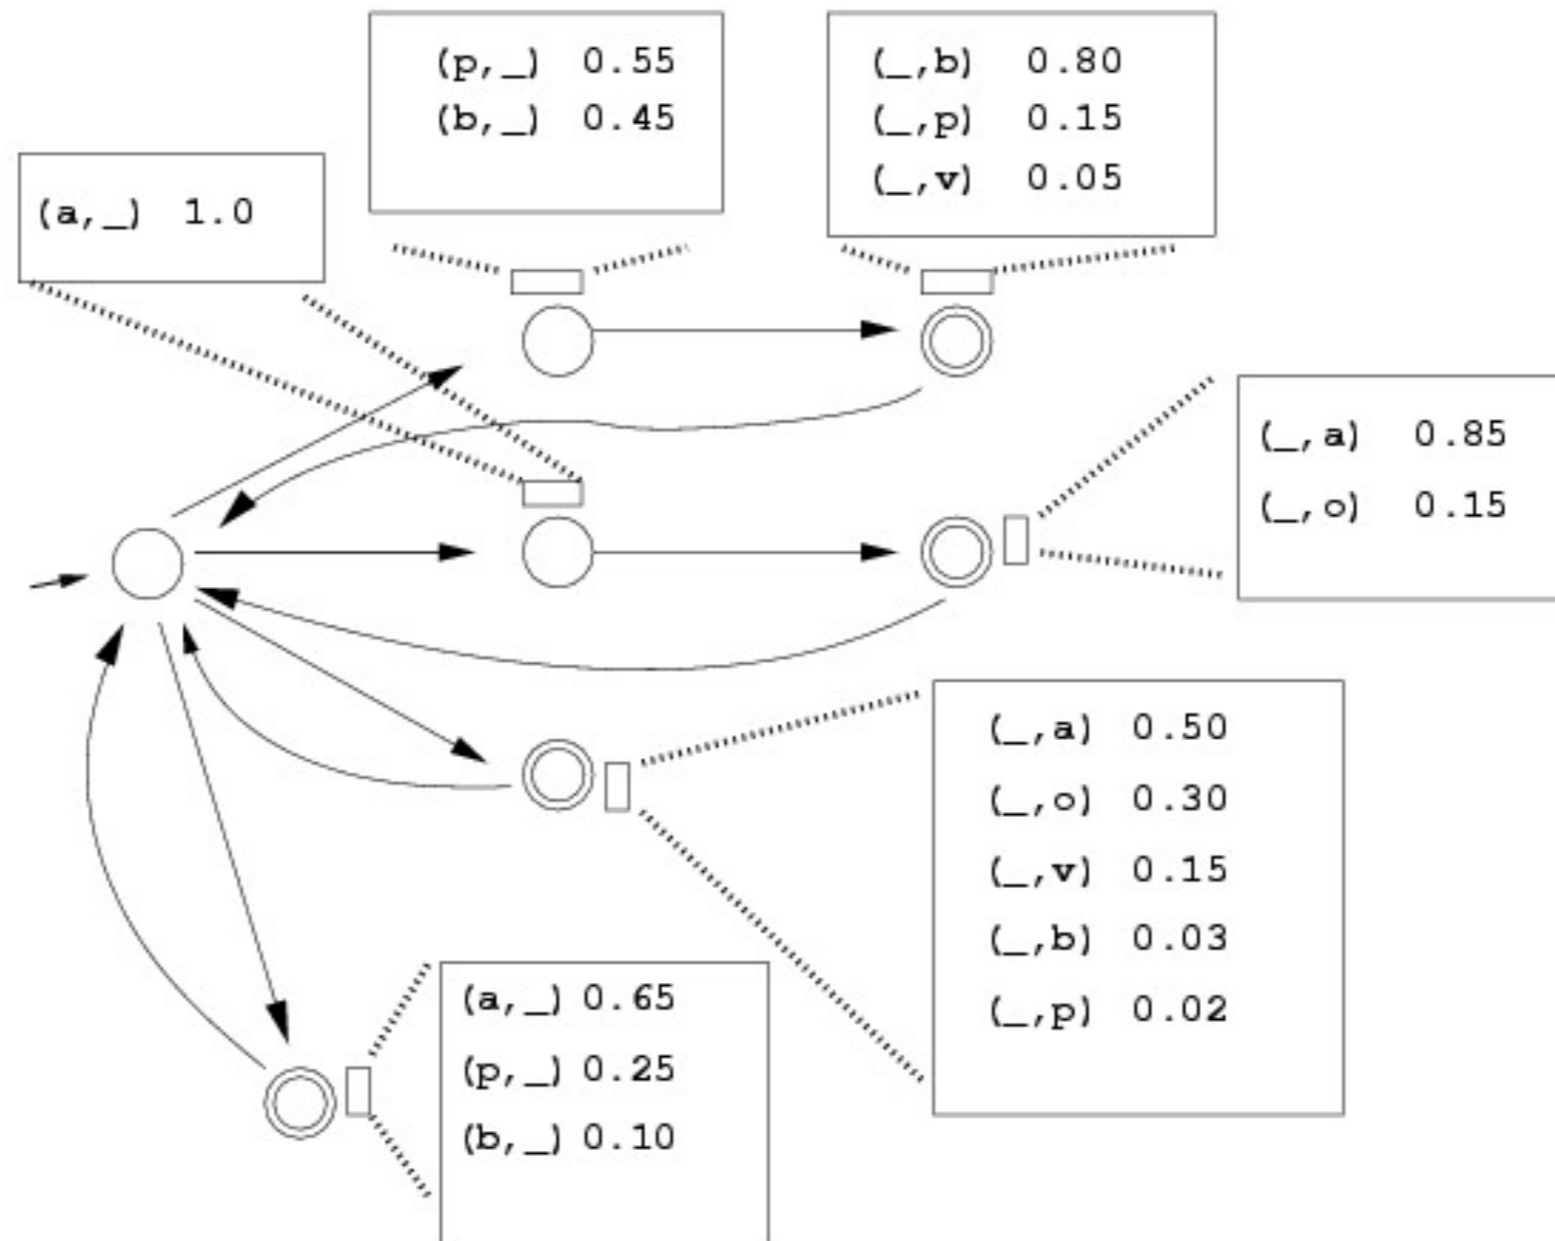 (p,_) 0.55
(b,_) 0.45
(_,b) 0.80
(_,p) 0.15
(_,v) 0.05
(a,_) 1.0
(_,a) 0.85
(_,o) 0.15
(_,a) 0.50
(_,o) 0.30
(_,v) 0.15
(_,b) 0.03
(_,p) 0.02
(a,_) 0.65
(p,_) 0.25
(b,_) 0.10